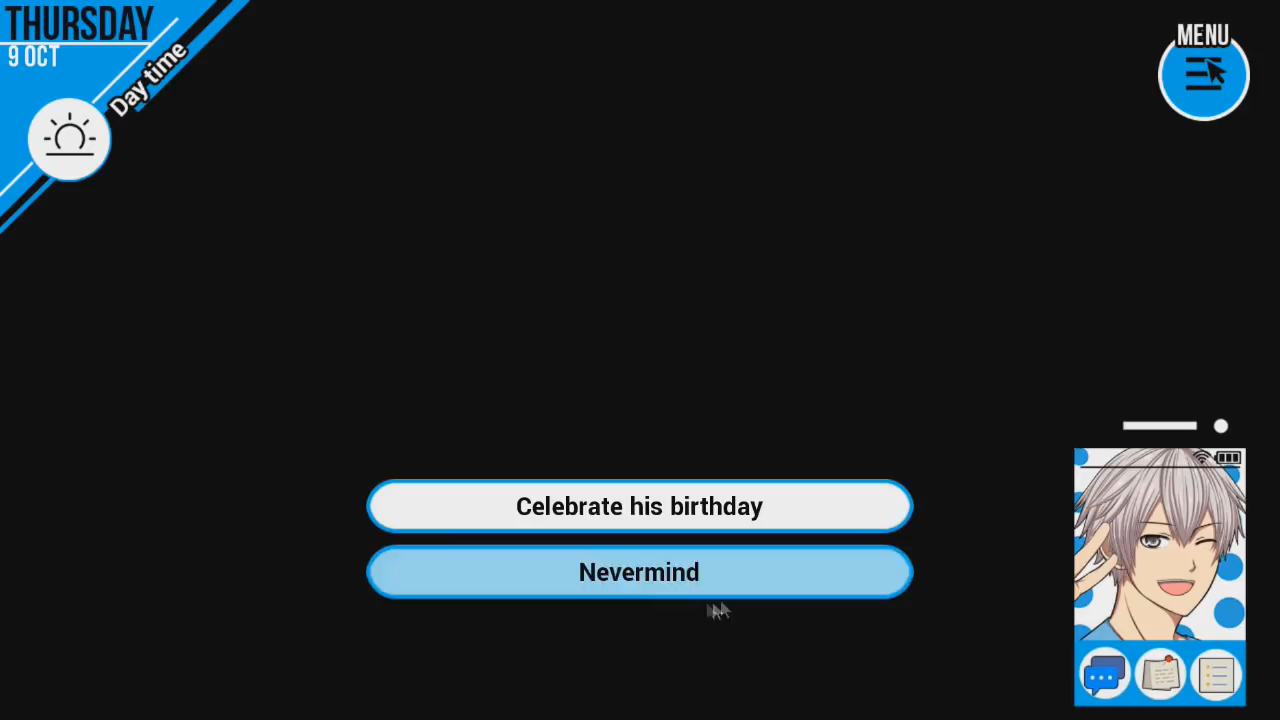 THURSDAY
9 OCT
Day time
MENU
Celebrate his birthday
Nevermind